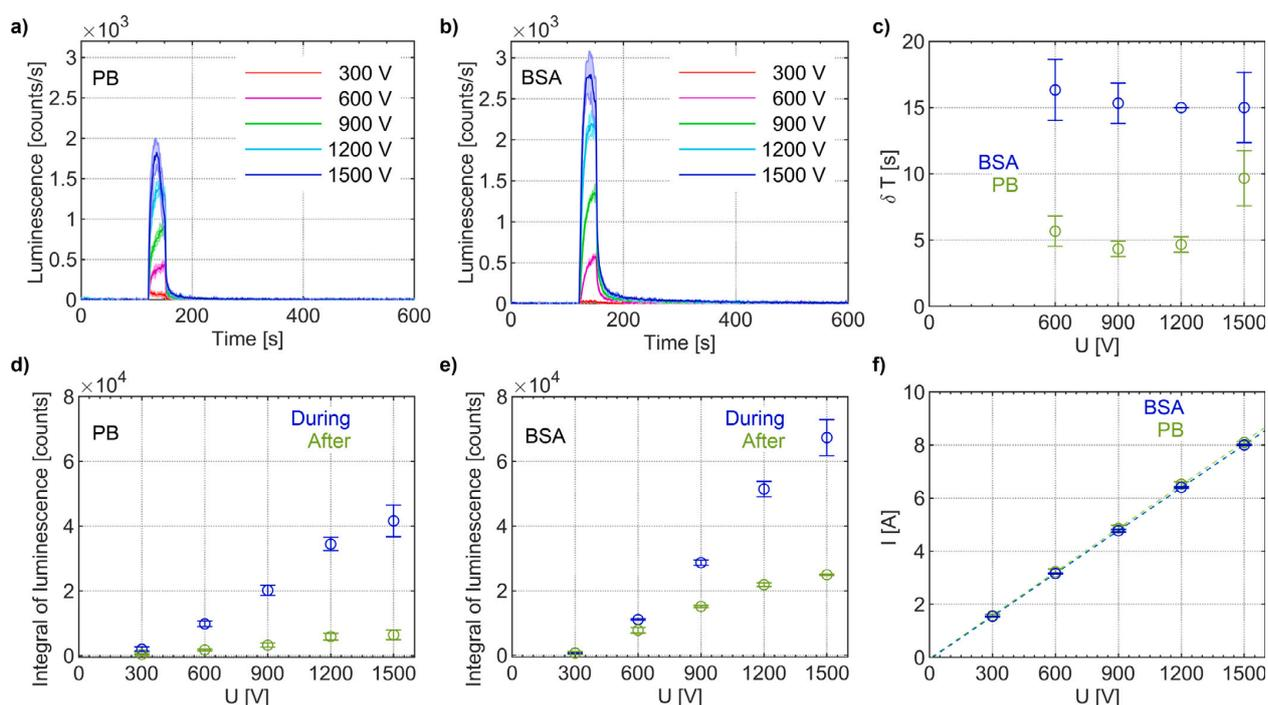 a)
×10³
3
2.5
2
1.5
1
0.5
0
0 200 400 600
Luminescence [counts/s]
Time [s]
PB
300 V
600 V
900 V
1200 V
1500 V
b)
×10³
3
2.5
2
1.5
1
0.5
0
0 200 400 600
Luminescence [counts/s]
Time [s]
BSA
300 V
600 V
900 V
1200 V
1500 V
c)
20
15
10
5
0
0 600 900 1200 1500
δ T [s]
U [V]
BSA
PB
d)
×10⁴
8
6
4
2
0
0 300 600 900 1200 1500
Integral of luminescence [counts]
U [V]
PB
During
After
e)
×10⁴
8
6
4
2
0
0 300 600 900 1200 1500
Integral of luminescence [counts]
U [V]
BSA
During
After
f)
10
8
6
4
2
0
0 300 600 900 1200 1500
I [A]
U [V]
BSA
PB